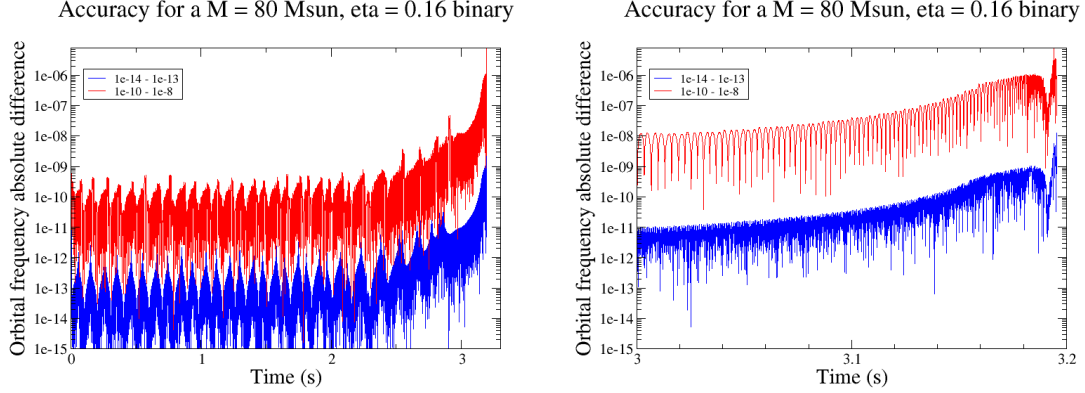 Accuracy for a M = 80 Msun, eta = 0.16 binary
Orbital frequency absolute difference
1e-06
1e-07
1e-08
1e-09
1e-10
1e-11
1e-12
1e-13
1e-14
1e-15
1e-14 - 1e-13
1e-10 - 1e-8
0
1
2
3
Time (s)
Accuracy for a M = 80 Msun, eta = 0.16 binary
Orbital frequency absolute difference
1e-06
1e-07
1e-08
1e-09
1e-10
1e-11
1e-12
1e-13
1e-14
1e-15
1e-14 - 1e-13
1e-10 - 1e-8
3
3.1
3.2
Time (s)